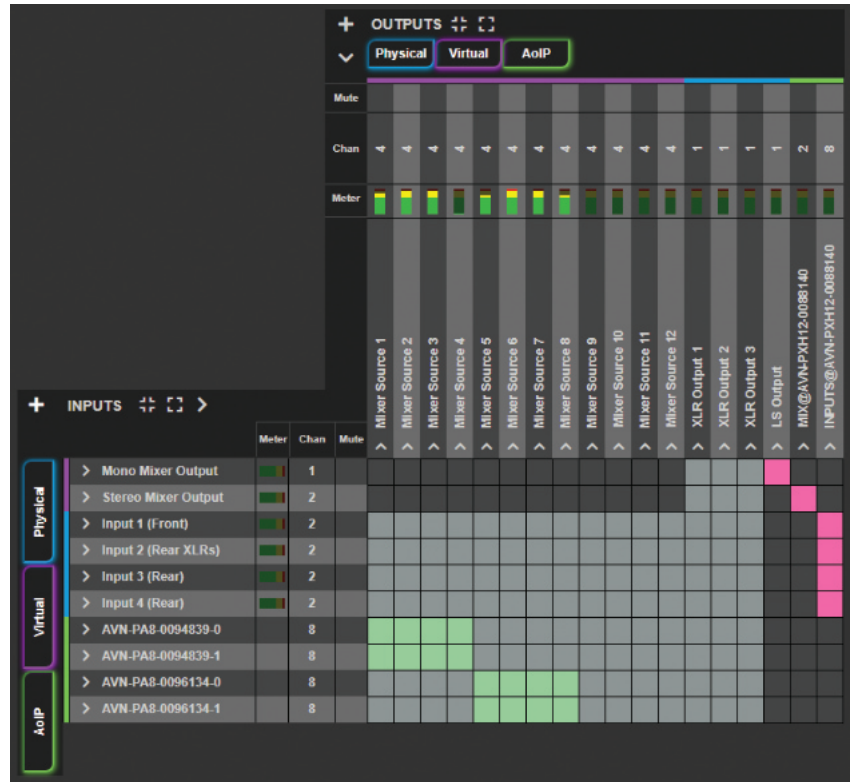 + OUTPUTS
Physical Virtual AoIP
Mute
Chan 4 4 4 4 4 4 4 4 4 4 4 4 1 1 1 1 2 8
Meter
Mixer Source 1
Mixer Source 2
Mixer Source 3
Mixer Source 4
Mixer Source 5
Mixer Source 6
Mixer Source 7
Mixer Source 8
Mixer Source 9
Mixer Source 10
Mixer Source 11
Mixer Source 12
XLR Output 1
XLR Output 2
XLR Output 3
LS Output
MIX@AVN-PXH12-0088140
INPUTS@AVN-PXH12-0088140
+ INPUTS >
Meter Chan Mute
Physical
Virtual
AoIP
> Mono Mixer Output 1
> Stereo Mixer Output 2
> Input 1 (Front) 2
> Input 2 (Rear XLRs) 2
> Input 3 (Rear) 2
> Input 4 (Rear) 2
> AVN-PA8-0094839-0 8
> AVN-PA8-0094839-1 8
> AVN-PA8-0096134-0 8
> AVN-PA8-0096134-1 8